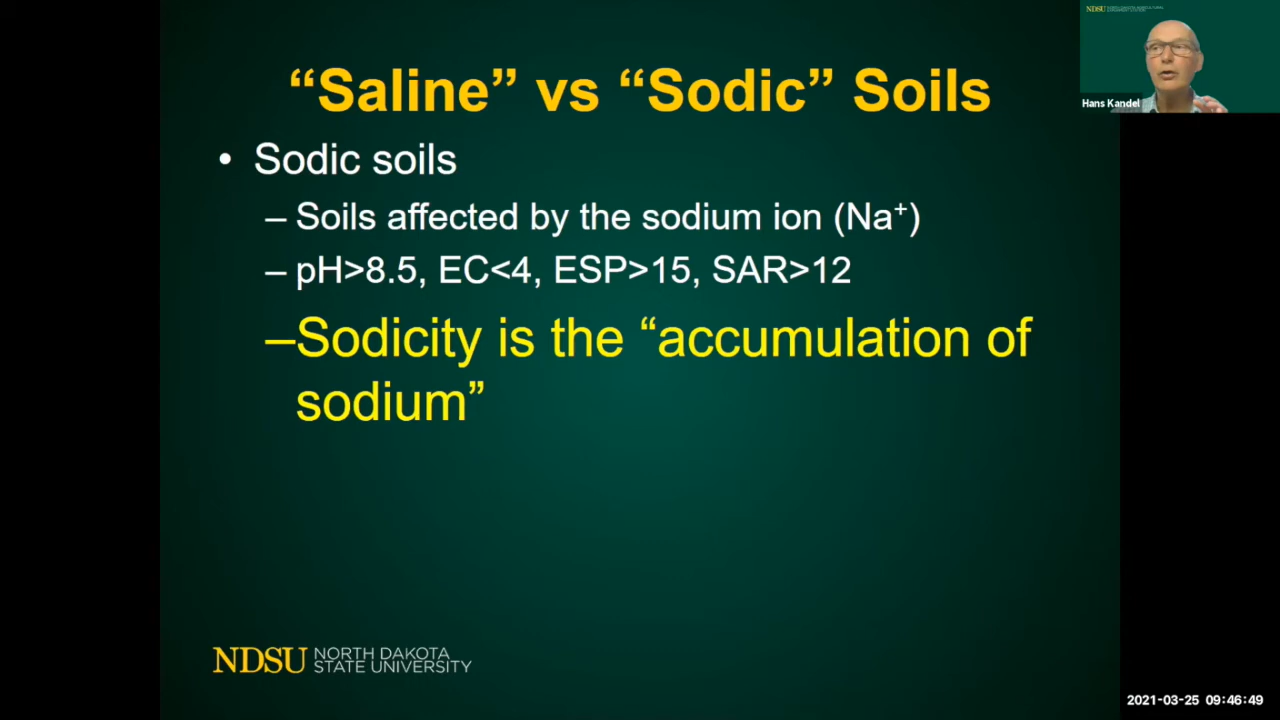 “Saline” vs “Sodic” Soils
• Sodic soils
– Soils affected by the sodium ion (Na⁺)
– pH>8.5, EC<4, ESP>15, SAR>12
–Sodicity is the “accumulation of
sodium”
NDSU NORTH DAKOTA
STATE UNIVERSITY
NDSU
Hans Kandel
2021-03-25 09:46:49